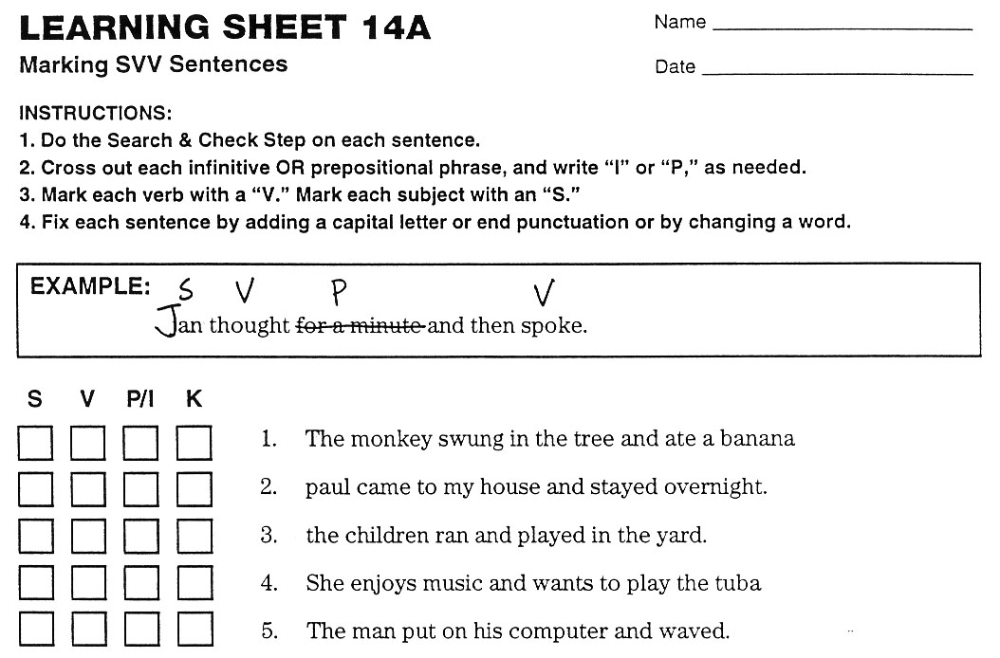 LEARNING SHEET 14A
Name
Marking SVV Sentences
Date
INSTRUCTIONS:
1. Do the Search & Check Step on each sentence.
2. Cross out each infinitive OR prepositional phrase, and write “I” or “P,” as needed.
3. Mark each verb with a “V.” Mark each subject with an “S.”
4. Fix each sentence by adding a capital letter or end punctuation or by changing a word.
EXAMPLE: S V P V
Jan thought for a minute and then spoke.
S V P/I K
1. The monkey swung in the tree and ate a banana
2. paul came to my house and stayed overnight.
3. the children ran and played in the yard.
4. She enjoys music and wants to play the tuba
5. The man put on his computer and waved.